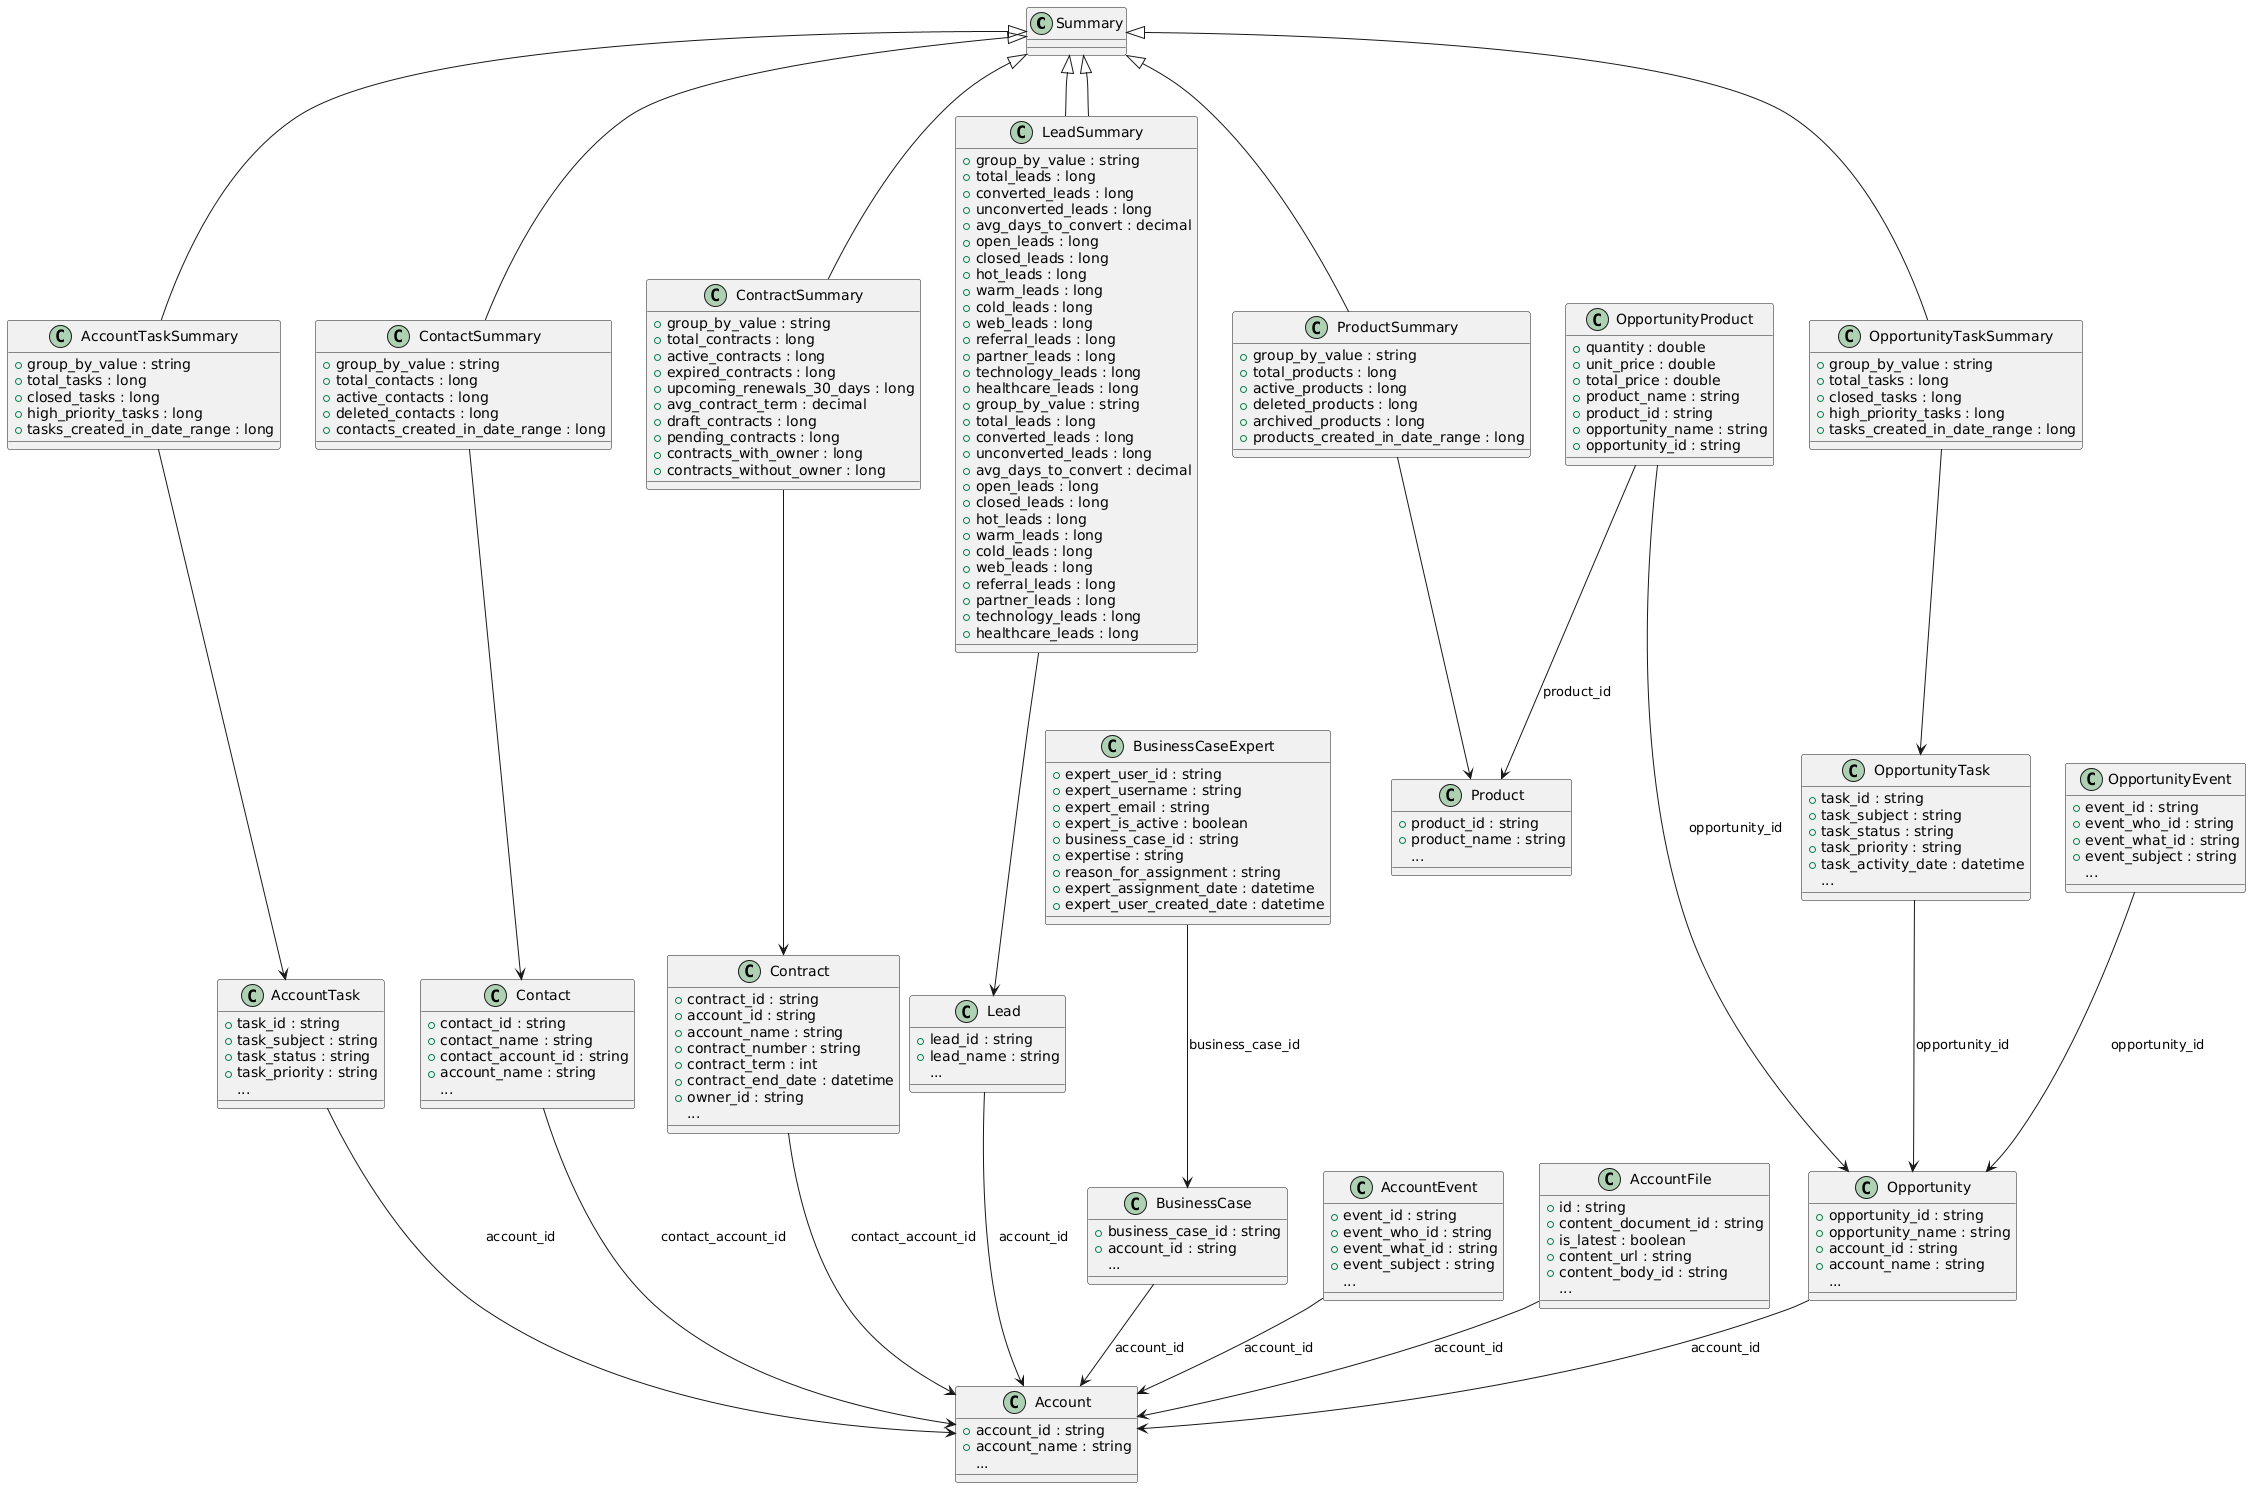 Summary
LeadSummary
+ group_by_value : string
+ total_leads : long
+ converted_leads : long
+ unconverted_leads : long
+ avg_days_to_convert : decimal
+ open_leads : long
+ closed_leads : long
+ hot_leads : long
+ warm_leads : long
+ cold_leads : long
+ web_leads : long
+ referral_leads : long
+ partner_leads : long
+ technology_leads : long
+ healthcare_leads : long
+ group_by_value : string
+ total_leads : long
+ converted_leads : long
+ unconverted_leads : long
+ avg_days_to_convert : decimal
+ open_leads : long
+ closed_leads : long
+ hot_leads : long
+ warm_leads : long
+ cold_leads : long
+ web_leads : long
+ referral_leads : long
+ partner_leads : long
+ technology_leads : long
+ healthcare_leads : long
AccountTaskSummary
+ group_by_value : string
+ total_tasks : long
+ closed_tasks : long
+ high_priority_tasks : long
+ tasks_created_in_date_range : long
ContactSummary
+ group_by_value : string
+ total_contacts : long
+ active_contacts : long
+ deleted_contacts : long
+ contacts_created_in_date_range : long
ContractSummary
+ group_by_value : string
+ total_contracts : long
+ active_contracts : long
+ expired_contracts : long
+ upcoming_renewals_30_days : long
+ avg_contract_term : decimal
+ draft_contracts : long
+ pending_contracts : long
+ contracts_with_owner : long
+ contracts_without_owner : long
ProductSummary
+ group_by_value : string
+ total_products : long
+ active_products : long
+ deleted_products : long
+ archived_products : long
+ products_created_in_date_range : long
OpportunityProduct
+ quantity : double
+ unit_price : double
+ total_price : double
+ product_name : string
+ product_id : string
+ opportunity_name : string
+ opportunity_id : string
OpportunityTaskSummary
+ group_by_value : string
+ total_tasks : long
+ closed_tasks : long
+ high_priority_tasks : long
+ tasks_created_in_date_range : long
product_id
BusinessCaseExpert
+ expert_user_id : string
+ expert_username : string
+ expert_email : string
+ expert_is_active : boolean
+ business_case_id : string
+ expertise : string
+ reason_for_assignment : string
+ expert_assignment_date : datetime
+ expert_user_created_date : datetime
Product
+ product_id : string
+ product_name : string
...
opportunity_id
OpportunityTask
+ task_id : string
+ task_subject : string
+ task_status : string
+ task_priority : string
+ task_activity_date : datetime
...
OpportunityEvent
+ event_id : string
+ event_who_id : string
+ event_what_id : string
+ event_subject : string
...
AccountTask
+ task_id : string
+ task_subject : string
+ task_status : string
+ task_priority : string
...
Contact
+ contact_id : string
+ contact_name : string
+ contact_account_id : string
+ account_name : string
...
Contract
+ contract_id : string
+ account_id : string
+ account_name : string
+ contract_number : string
+ contract_term : int
+ contract_end_date : datetime
+ owner_id : string
...
Lead
+ lead_id : string
+ lead_name : string
...
business_case_id
opportunity_id
opportunity_id
account_id
contact_account_id
contact_account_id
account_id
BusinessCase
+ business_case_id : string
+ account_id : string
...
AccountEvent
+ event_id : string
+ event_who_id : string
+ event_what_id : string
+ event_subject : string
...
AccountFile
+ id : string
+ content_document_id : string
+ is_latest : boolean
+ content_url : string
+ content_body_id : string
...
Opportunity
+ opportunity_id : string
+ opportunity_name : string
+ account_id : string
+ account_name : string
...
account_id
account_id
account_id
account_id
Account
+ account_id : string
+ account_name : string
...